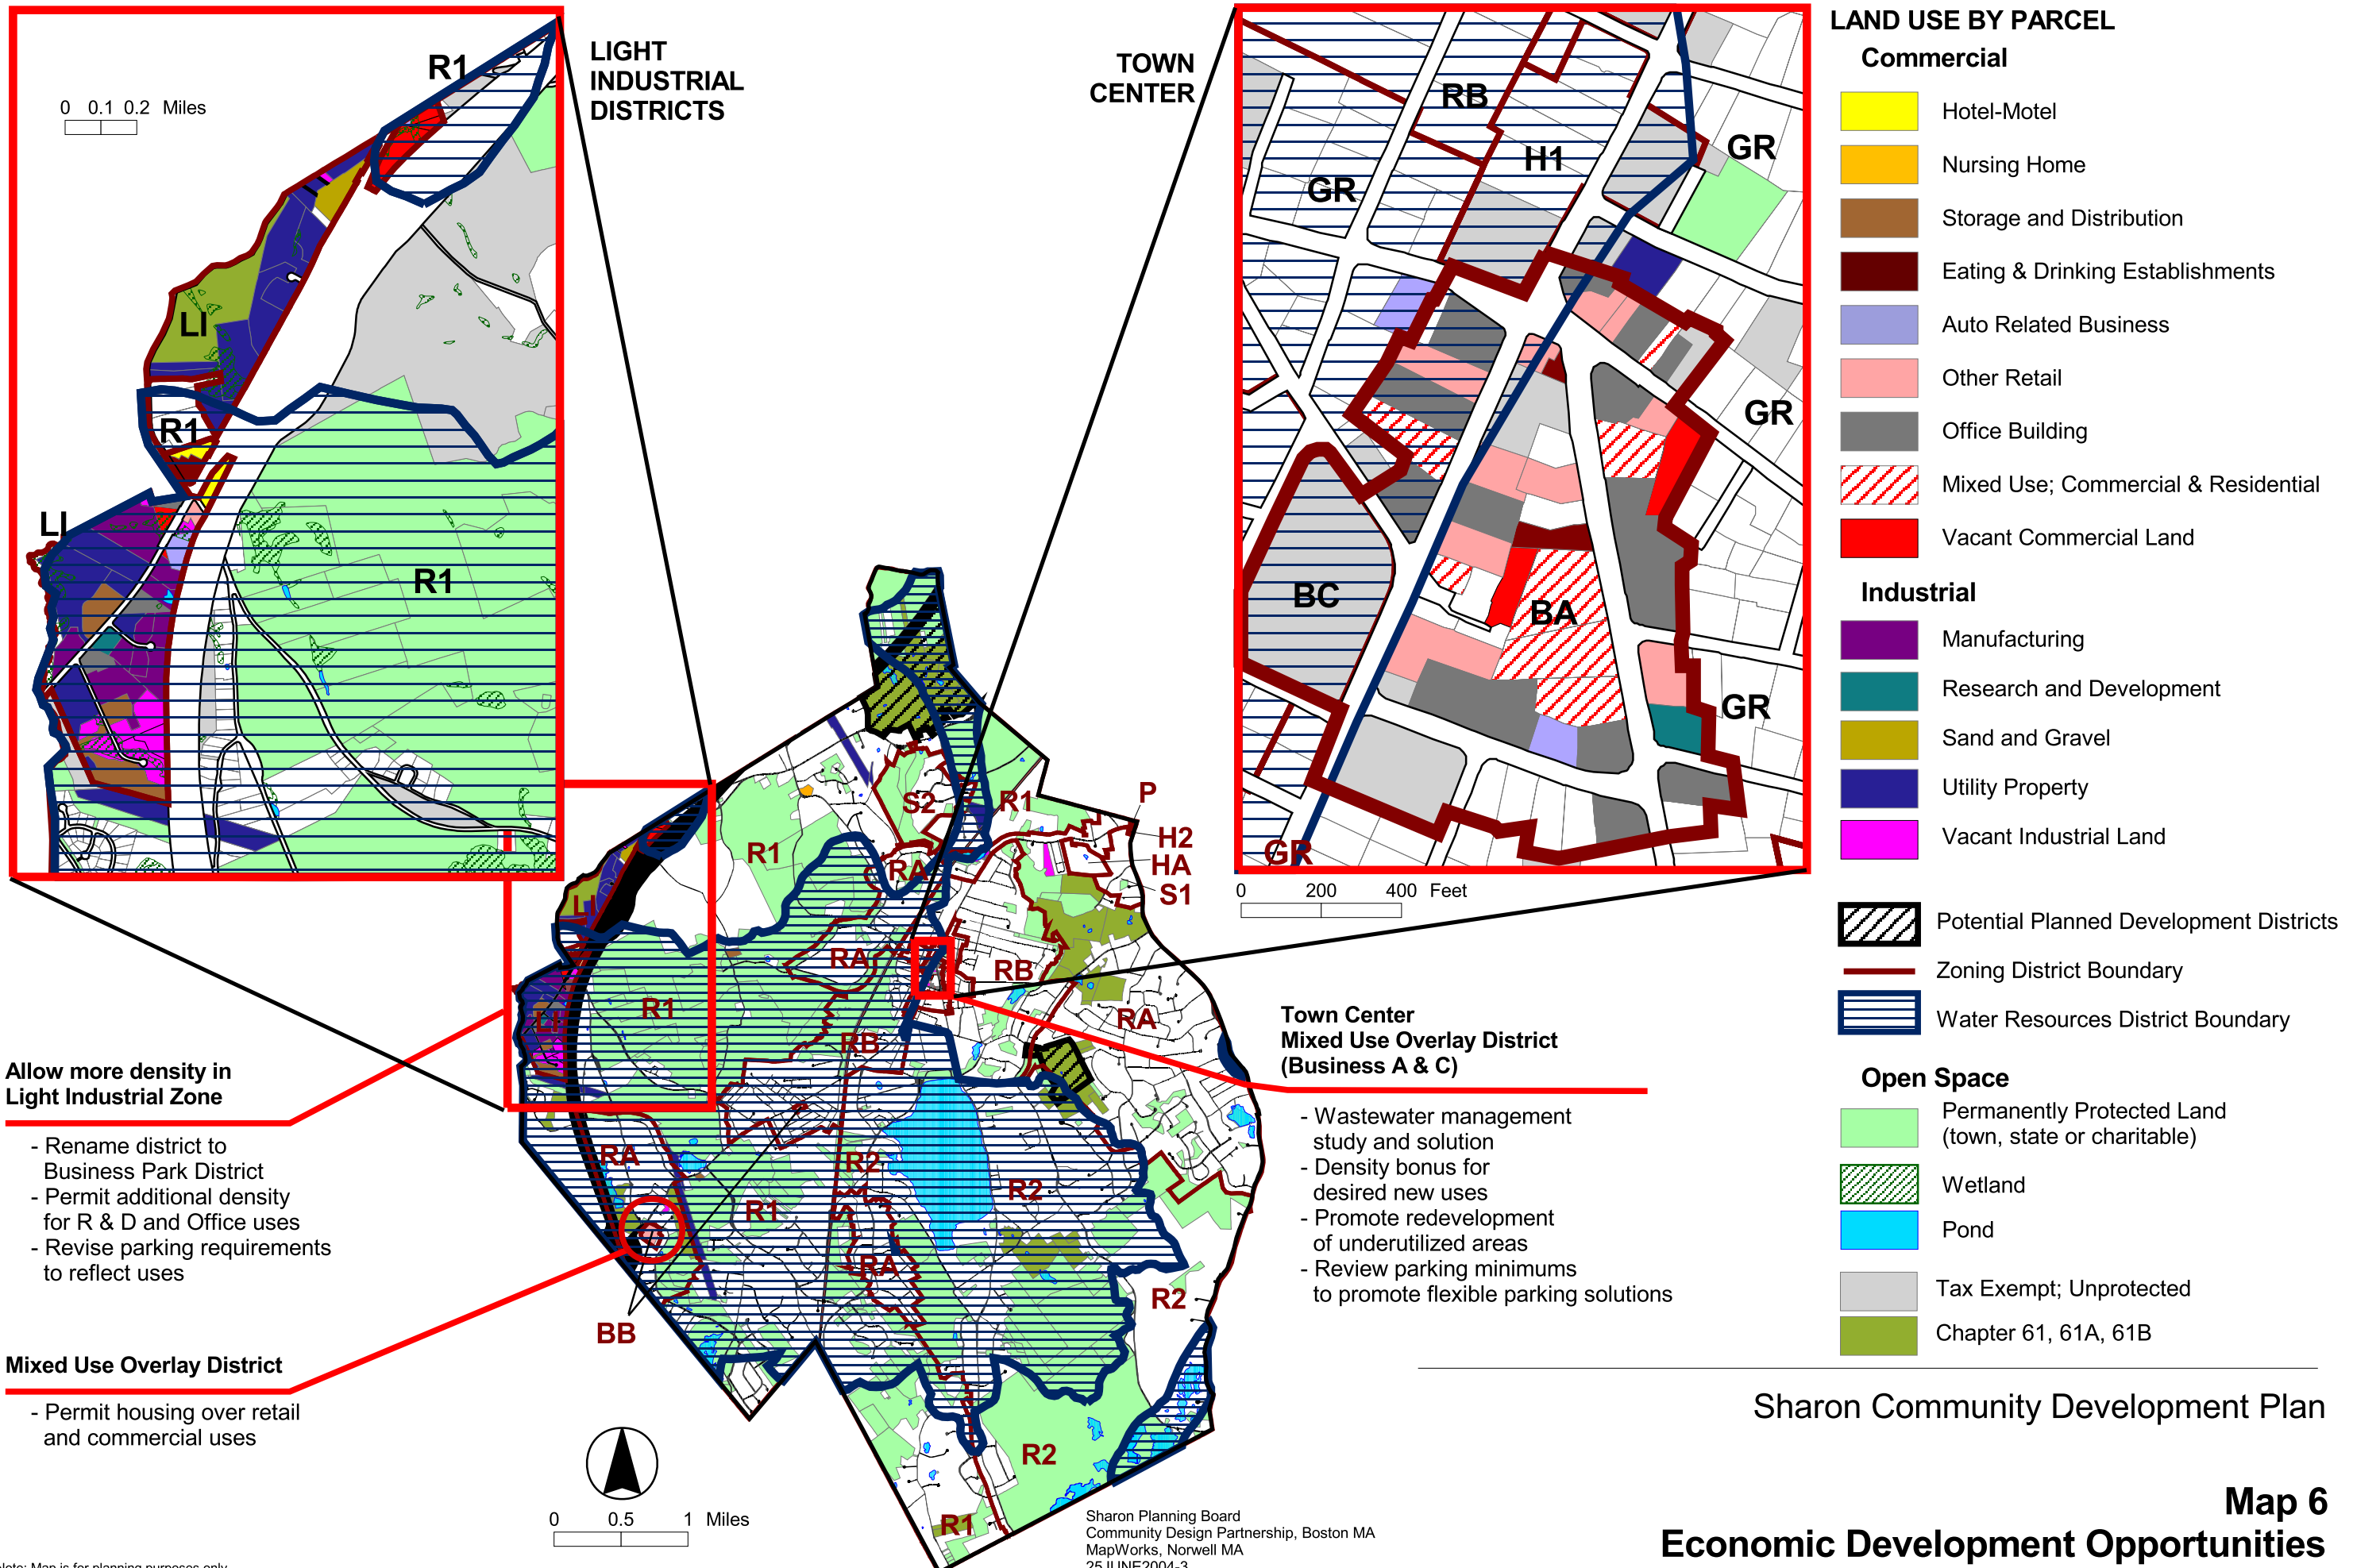 LIGHT
INDUSTRIAL
DISTRICTS
0 0.1 0.2 Miles
R1
LI
R1
LI
R1
TOWN
CENTER
RB
GR
H1
GR
GR
BC
BA
GR
GR
0 200 400 Feet
LAND USE BY PARCEL
Commercial
Hotel-Motel
Nursing Home
Storage and Distribution
Eating & Drinking Establishments
Auto Related Business
Other Retail
Office Building
Mixed Use; Commercial & Residential
Vacant Commercial Land
Industrial
Manufacturing
Research and Development
Sand and Gravel
Utility Property
Vacant Industrial Land
Potential Planned Development Districts
Zoning District Boundary
Water Resources District Boundary
Open Space
Permanently Protected Land
(town, state or charitable)
Wetland
Pond
Tax Exempt; Unprotected
Chapter 61, 61A, 61B
S2
R1
P
H2
HA
S1
R1
RA
LI
RA
RB
R1
LI
RA
RB
RA
R2
R2
R1
RA
R2
BB
R2
R1
Allow more density in
Light Industrial Zone
- Rename district to
Business Park District
- Permit additional density
for R & D and Office uses
- Revise parking requirements
to reflect uses
Mixed Use Overlay District
- Permit housing over retail
and commercial uses
Town Center
Mixed Use Overlay District
(Business A & C)
- Wastewater management
study and solution
- Density bonus for
desired new uses
- Promote redevelopment
of underutilized areas
- Review parking minimums
to promote flexible parking solutions
0 0.5 1 Miles
Sharon Planning Board
Community Design Partnership, Boston MA
MapWorks, Norwell MA
25JUNE2004-3
Sharon Community Development Plan
Map 6
Economic Development Opportunities
Note: Map is for planning purposes only